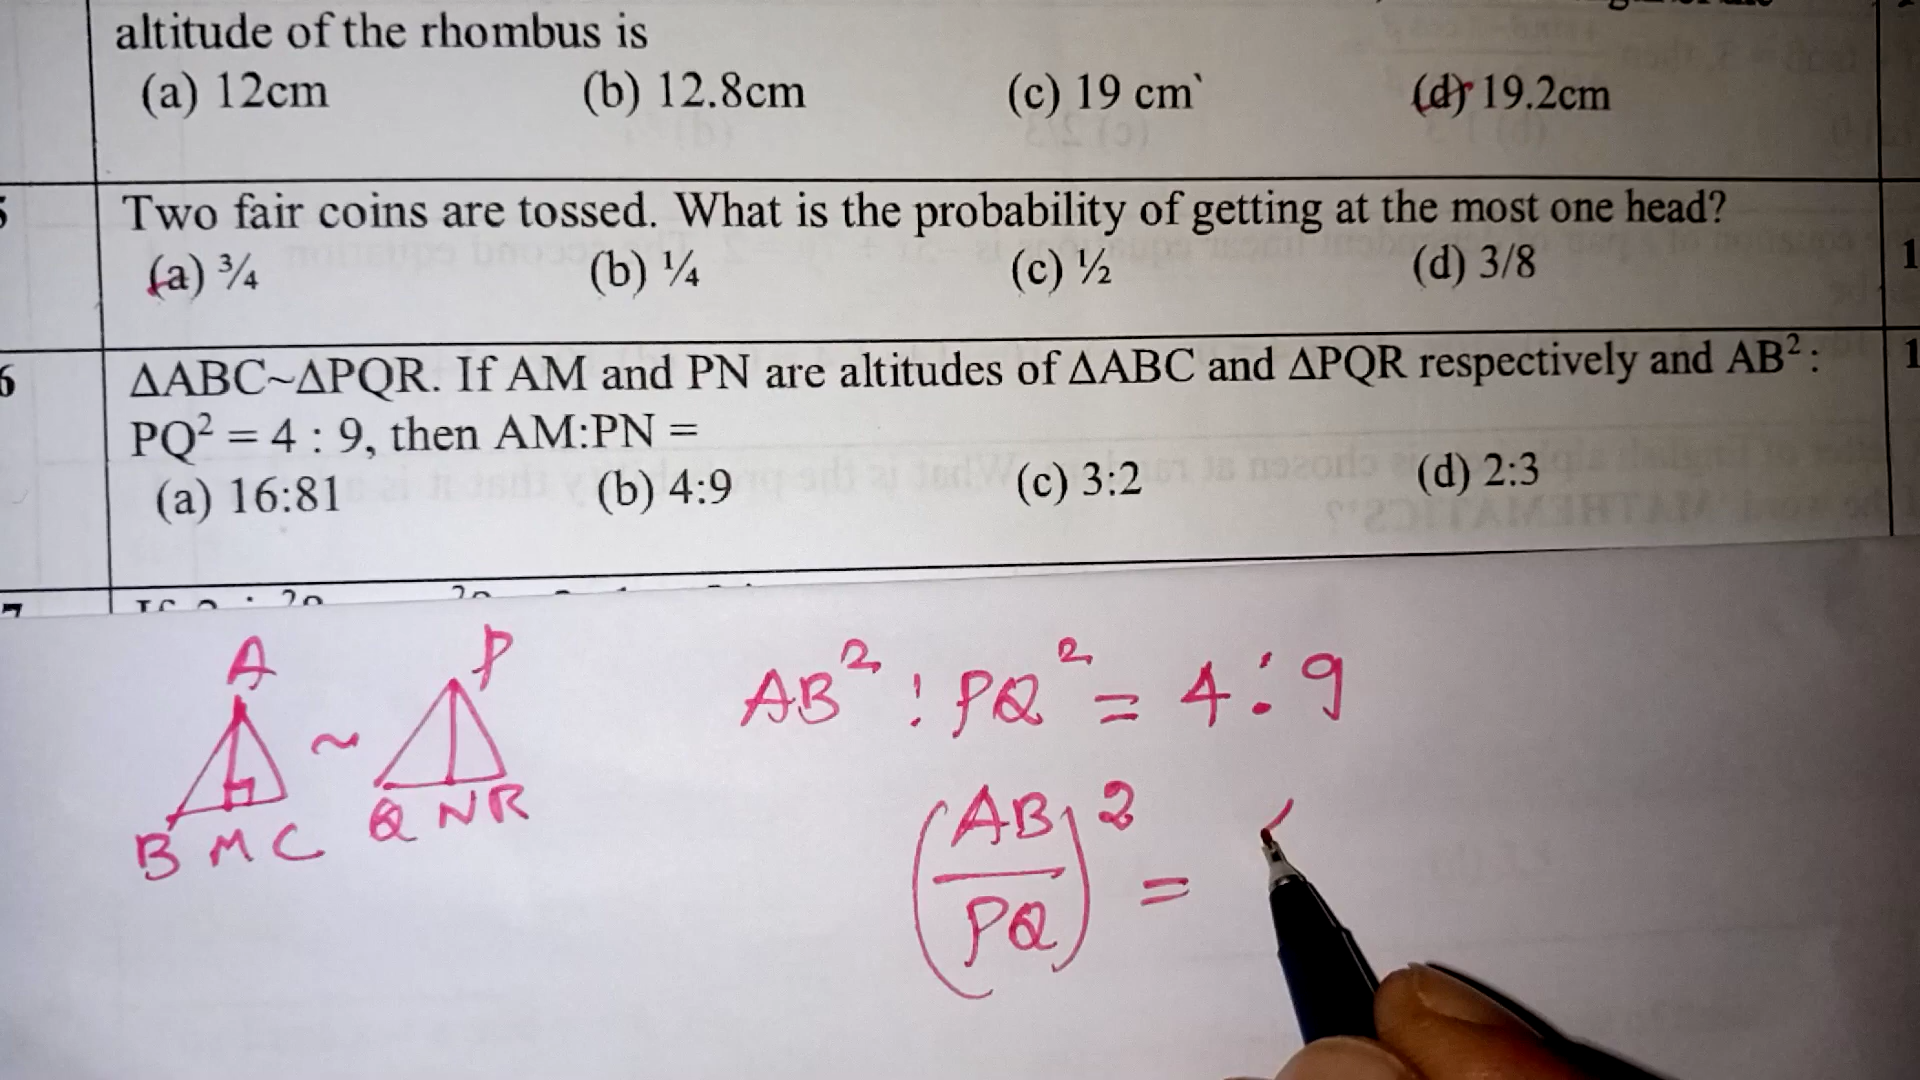 altitude of the rhombus is
(a) 12cm (b) 12.8cm (c) 19 cm` (d) 19.2cm
5 Two fair coins are tossed. What is the probability of getting at the most one head?
(a) ¾ (b) ¼ (c) ½ (d) 3/8 1
6 ΔABC~ΔPQR. If AM and PN are altitudes of ΔABC and ΔPQR respectively and AB² : 1
PQ² = 4 : 9, then AM:PN =
(a) 16:81 (b) 4:9 (c) 3:2 (d) 2:3
7
A P
~
B M C Q N R
AB² : PQ² = 4 : 9
(AB/PQ)² =